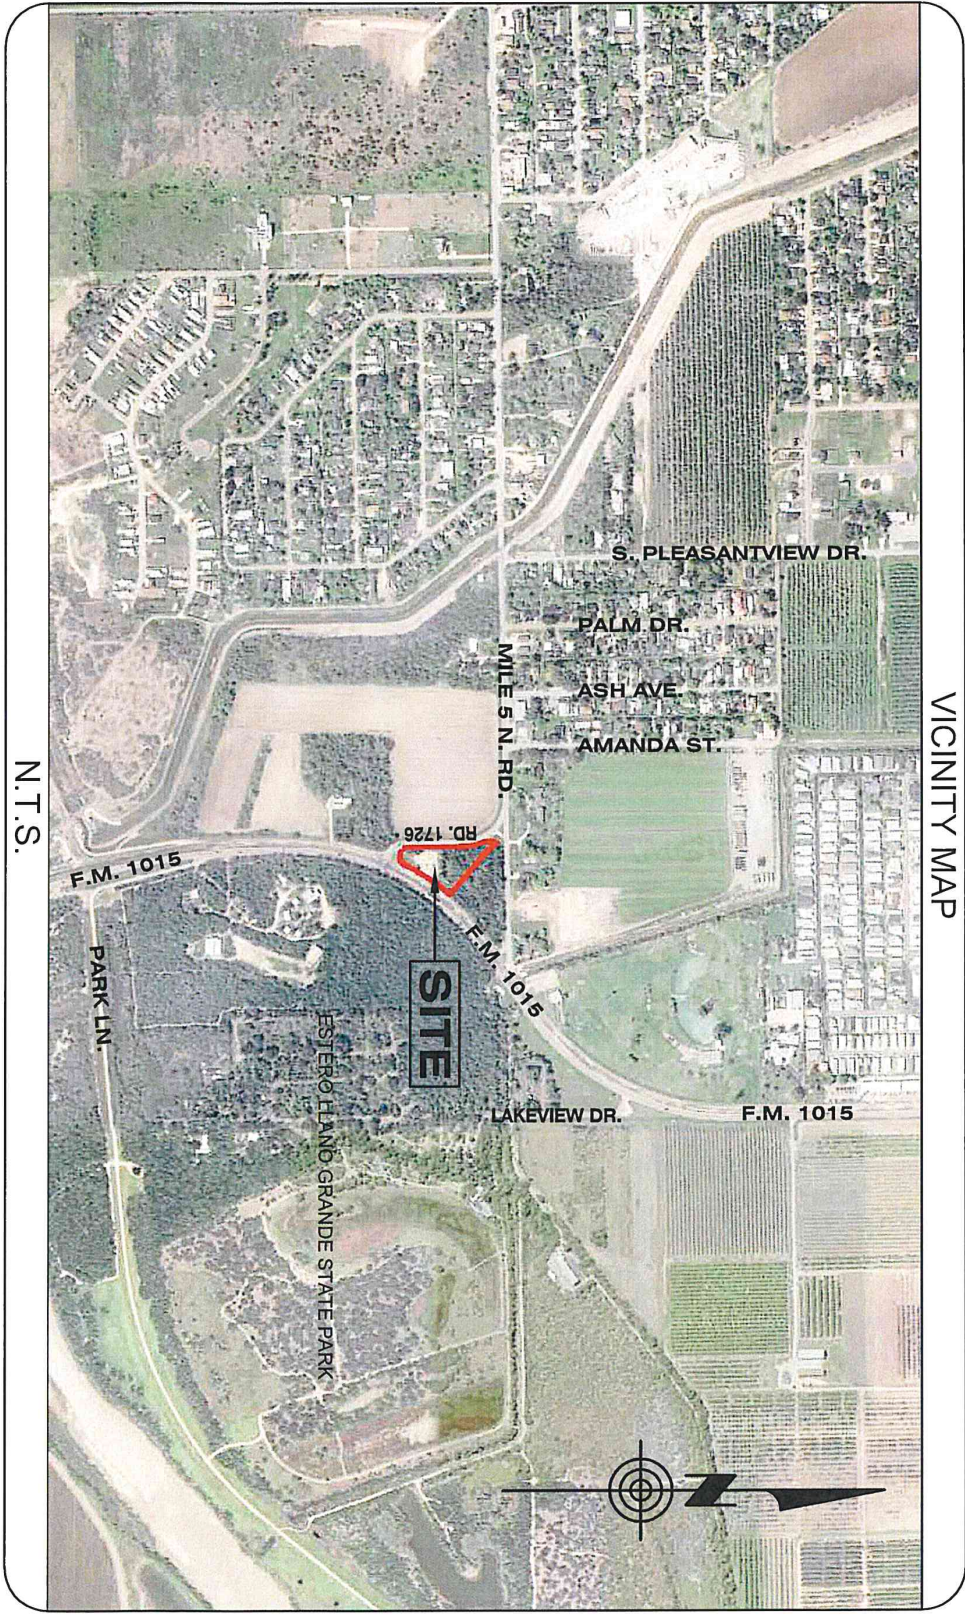 VICINITY MAP
S. PLEASANTVIEW DR.
PALM DR.
ASH AVE.
AMANDA ST.
MILE 5 N. RD.
RD. 1726
F.M. 1015
SITE
F.M. 1015
LAKEVIEW DR.
F.M. 1015
PARK LN.
ESTERO LLANO GRANDE STATE PARK
N
N.T.S.